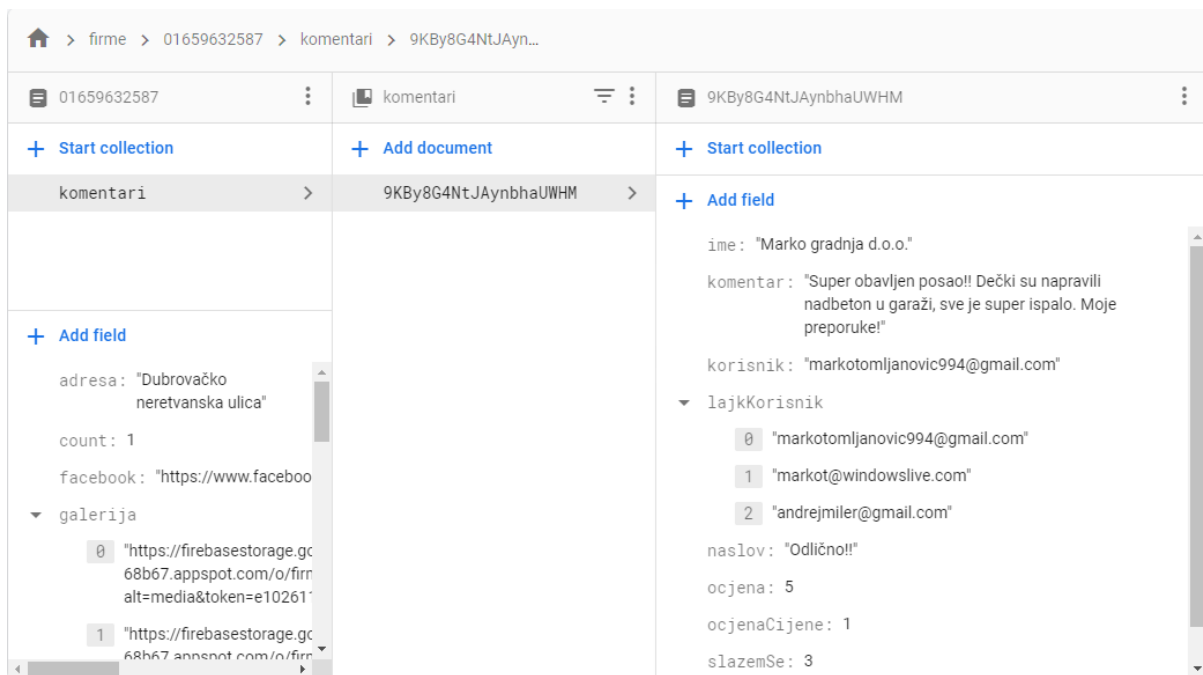 firme > 01659632587 > komentari > 9KBy8G4NtJAyn...
01659632587
+ Start collection
komentari >
+ Add field
adresa: "Dubrovačko
neretvanska ulica"
count: 1
facebook: "https://www.faceboo
galerija
0 "https://firebasestorage.gc
68b67.appspot.com/o/firn
alt=media&token=e102611
1 "https://firebasestorage.gc
68b67.appspot.com/o/firn
komentari
+ Add document
9KBy8G4NtJAynbhaUWHM >
9KBy8G4NtJAynbhaUWHM
+ Start collection
+ Add field
ime: "Marko gradnja d.o.o."
komentar: "Super obavljen posao!! Dečki su napravili
nadbeton u garaži, sve je super ispalo. Moje
preporuke!"
korisnik: "markotomljanovic994@gmail.com"
lajkKorisnik
0 "markotomljanovic994@gmail.com"
1 "markot@windowslive.com"
2 "andrejmiler@gmail.com"
naslov: "Odlično!!"
ocjena: 5
ocjenaCijene: 1
slazemSe: 3